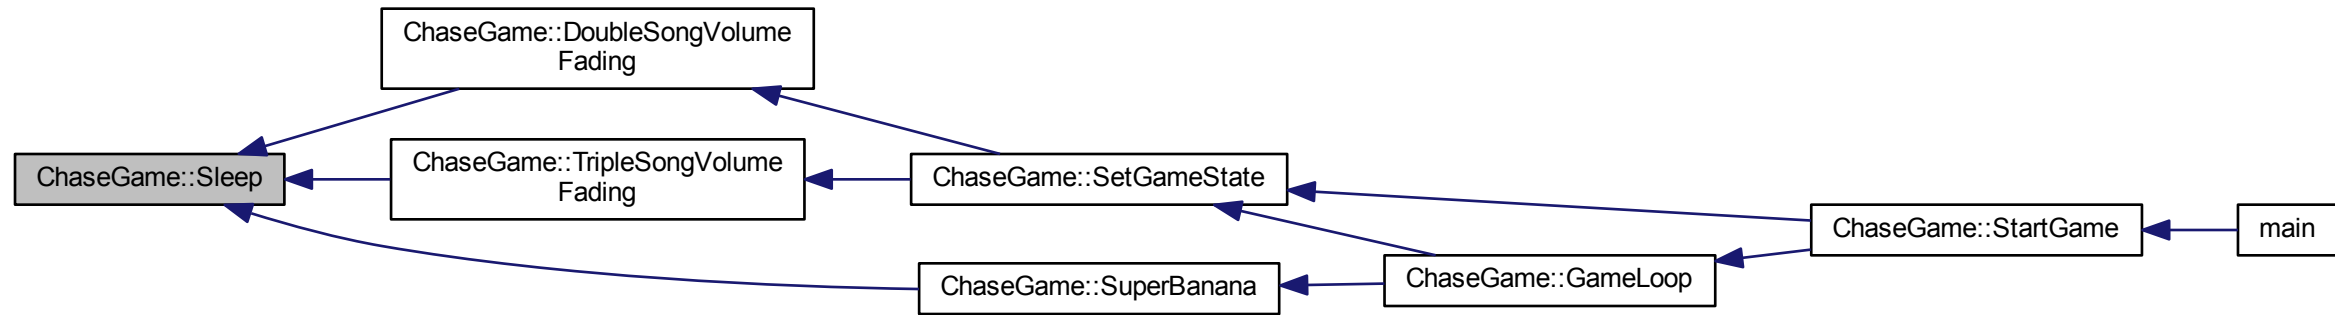 ChaseGame::DoubleSongVolume
Fading
ChaseGame::Sleep
ChaseGame::TripleSongVolume
Fading
ChaseGame::SetGameState
ChaseGame::SuperBanana
ChaseGame::GameLoop
ChaseGame::StartGame
main